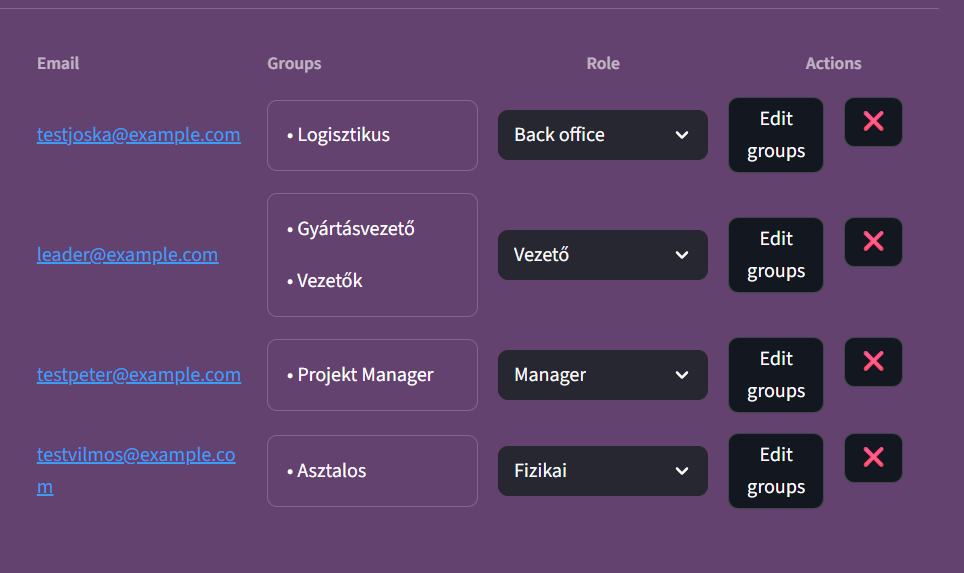 Email Groups Role Actions
testjoska@example.com • Logisztikus Back office Edit
groups
• Gyártásvezető
leader@example.com Vezető Edit
groups
• Vezetők
testpeter@example.com • Projekt Manager Manager Edit
groups
testvilmos@example.co
m • Asztalos Fizikai Edit
groups